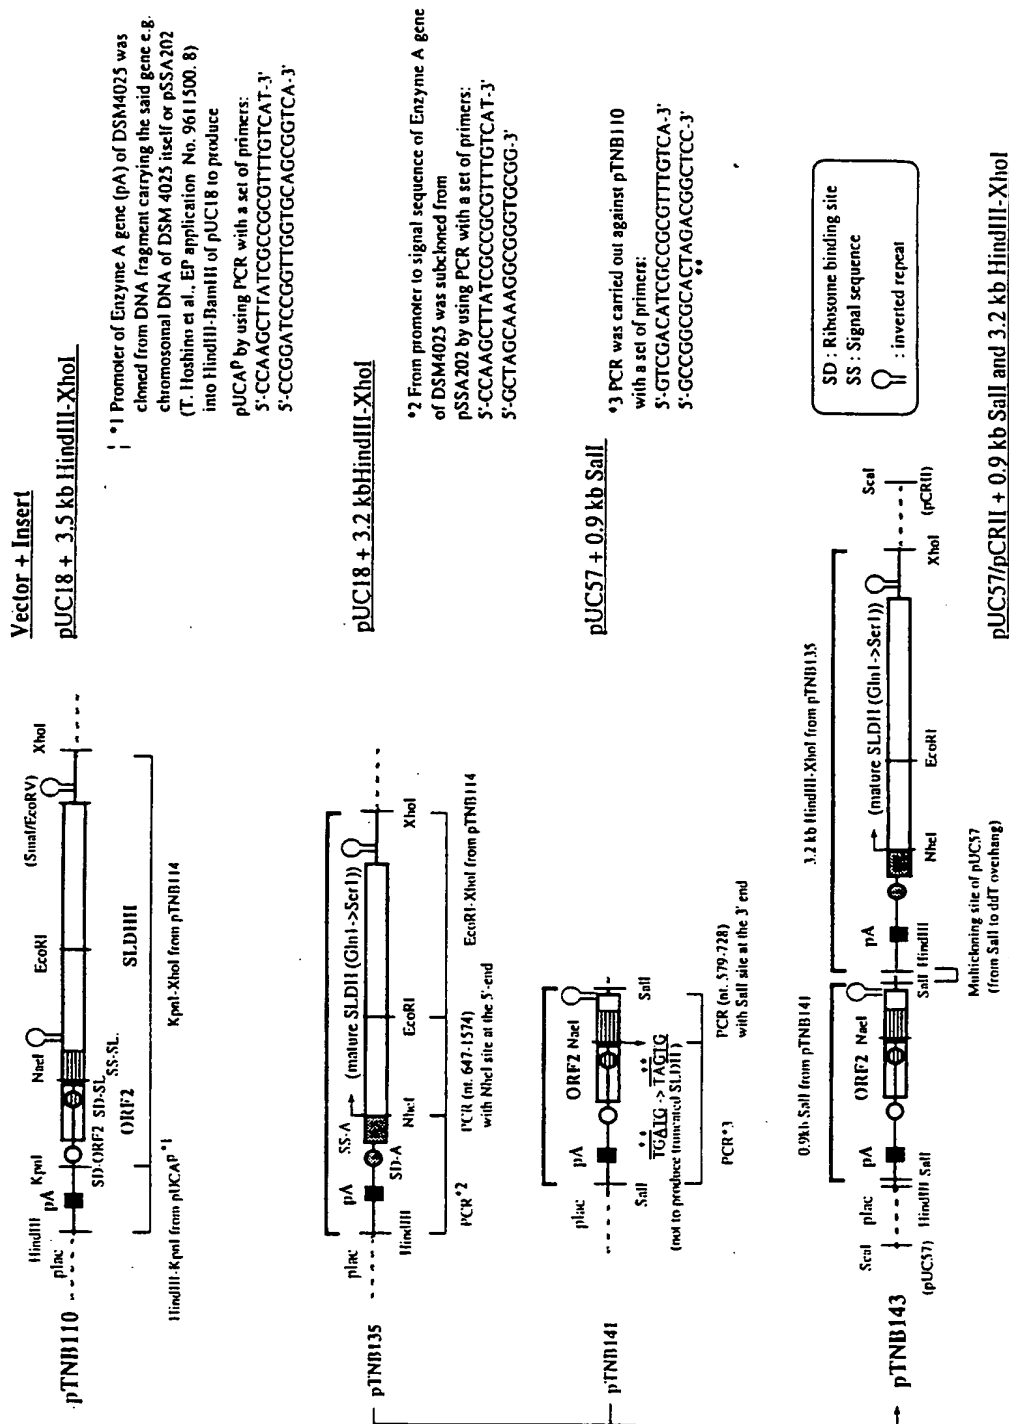 Vector + Insert
pTNB110
HindIII
plac
pA
KpnI
SD-ORF2
SD-SL
ORF2
NaeI
SS-SL
EcoRI
SLDH
(SmaI/EcoRV)
XhoI
HindIII-KpnI from pUCAp*1
KpnI-XhoI from pTNB114
pUC18 + 3.5 kb HindIII-XhoI
*1 Promoter of Enzyme A gene (pA) of DSM4025 was
cloned from DNA fragment carrying the said gene e.g.
chromosomal DNA of DSM 4025 itself or pSSA202
(T. Hoshino et al., EP application No. 9611500. 8)
into HindIII-BamHI of pUC18 to produce
pUCAp by using PCR with a set of primers:
5'-CCAAGCTTATCGCCGCGTTTGTCAT-3'
5'-CCGGATCCGGTTGGTGCAGCGGTCA-3'
pTNB135
plac
HindIII
pA
SD-A
SS-A
(mature SLDH (Gln1->Ser1))
NheI
EcoRI
XhoI
PCR*2
PCR (nt. 647-1574)
with NheI site at the 5'-end
EcoRI-XhoI from pTNB114
pUC18 + 3.2 kbHindIII-XhoI
*2 From promoter to signal sequence of Enzyme A gene
of DSM4025 was subcloned from
pSSA202 by using PCR with a set of primers:
5'-CCAAGCTTATCGCCGCGTTTGTCAT-3'
5'-GCTAGCAAAGGCGGGTGCGG-3'
pTNB141
plac
SalI
pA
ORF2
NaeI
SalI
** **
TGATG -> TAGTG
(not to produce truncated SLDH)
PCR*3
PCR (nt. 579-728)
with SalI site at the 3' end
pUC57 + 0.9 kb SalI
*3 PCR was carried out against pTNB110
with a set of primers:
5'-GTCGACATCGCCGCGTTTGTCA-3'
5'-GCCGGCGCACTAGACGGCTCC-3'
**
SD : Ribosome binding site
SS : Signal sequence
: inverted repeat
pTNB143
0.9kb SalI from pTNB141
3.2 kb HindIII-XhoI from pTNB135
ScaI
(pUC57)
plac
HindIII
SalI
pA
ORF2
NaeI
SalI
HindIII
pA
(mature SLDH (Gln1->Ser1))
NheI
EcoRI
XhoI
ScaI
(pCRII)
Multicloning site of pUC57
(from SalI to ddT overhang)
pUC57/pCRII + 0.9 kb SalI and 3.2 kb HindIII-XhoI